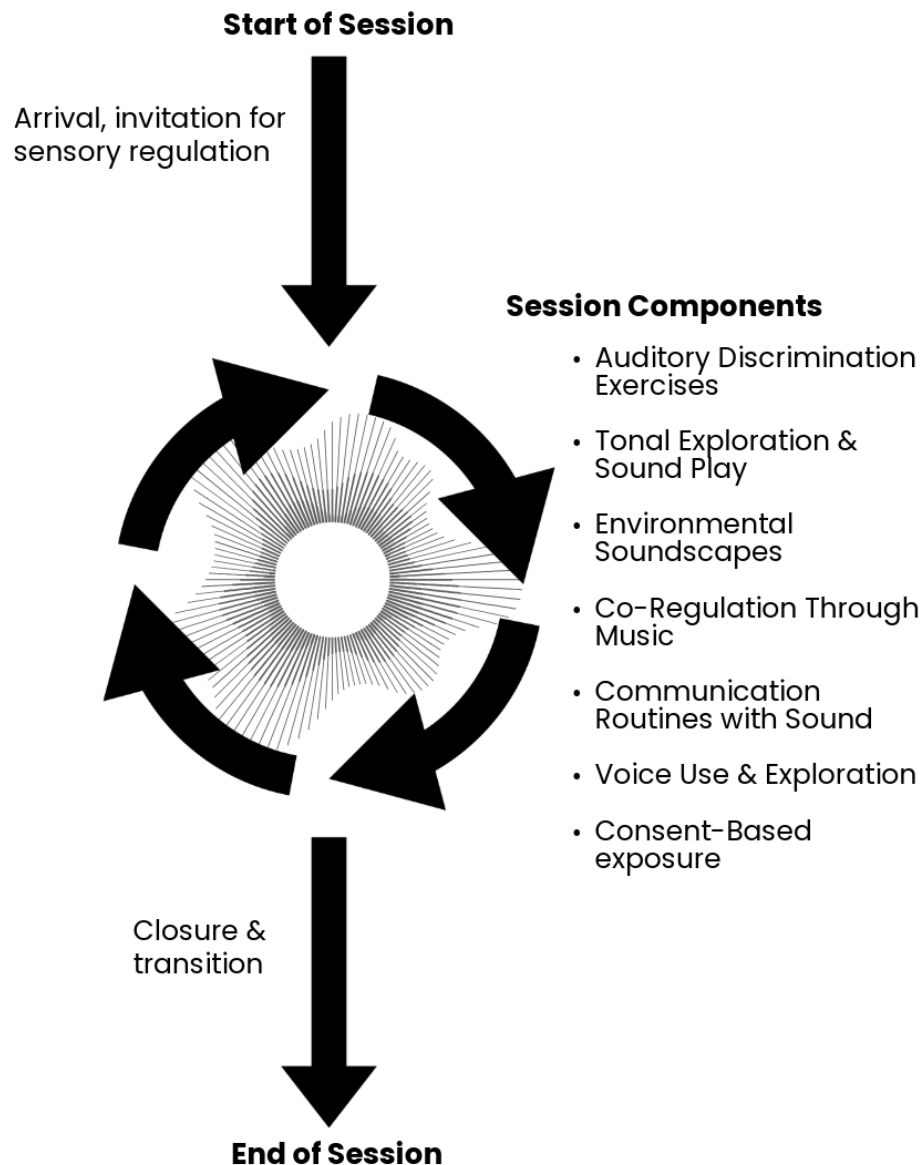 Start of Session
Arrival, invitation for
sensory regulation
Session Components
• Auditory Discrimination
Exercises
• Tonal Exploration &
Sound Play
• Environmental
Soundscapes
• Co-Regulation Through
Music
• Communication
Routines with Sound
• Voice Use & Exploration
• Consent-Based
exposure
Closure &
transition
End of Session